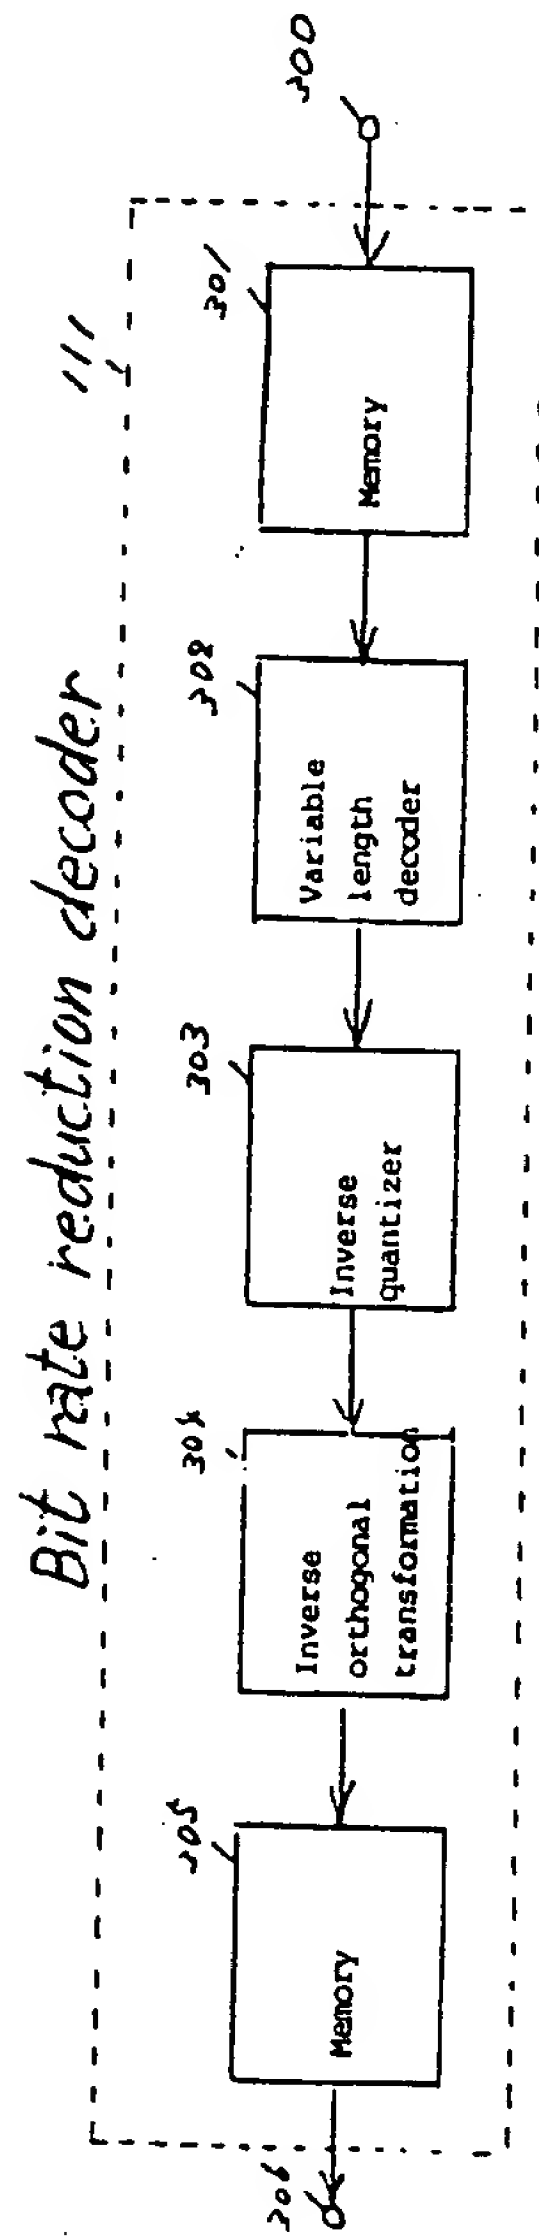 Bit rate reduction decoder
111
306
305
Memory
304
Inverse
orthogonal
transformation
303
Inverse
quantizer
302
Variable
length
decoder
301
Memory
300